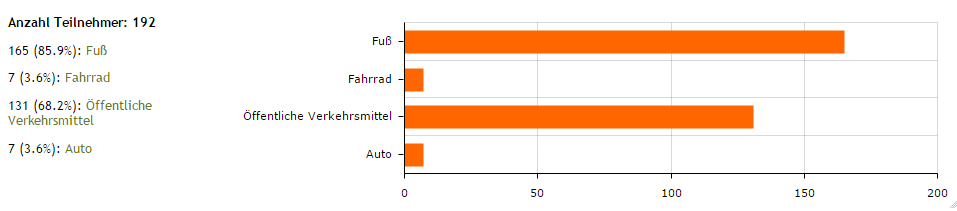 Anzahl Teilnehmer: 192
165 (85.9%): Fuß
7 (3.6%): Fahrrad
131 (68.2%): Öffentliche
Verkehrsmittel
7 (3.6%): Auto
Fuß
Fahrrad
Öffentliche Verkehrsmittel
Auto
0 50 100 150 200